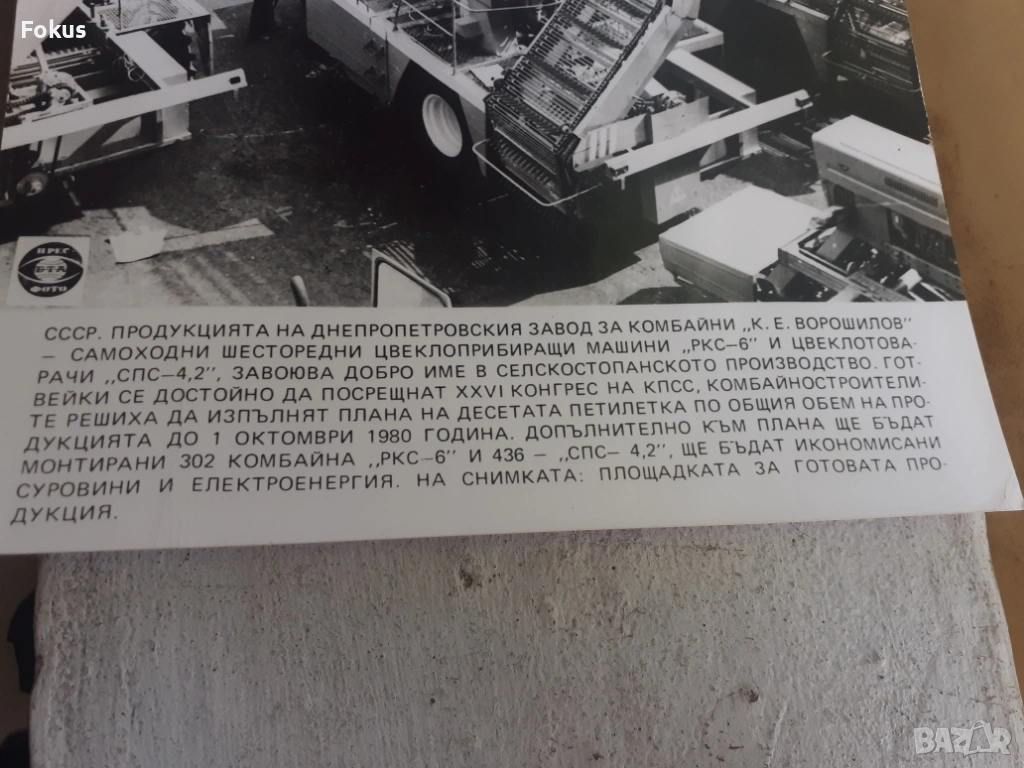 Fokus
ПРЕС
БТА
ФОТО
СССР. ПРОДУКЦИЯТА НА ДНЕПРОПЕТРОВСКИЯ ЗАВОД ЗА КОМБАЙНИ „К. Е. ВОРОШИЛОВ"
– САМОХОДНИ ШЕСТОРЕДНИ ЦВЕКЛОПРИБИРАЩИ МАШИНИ „РКС–6" И ЦВЕКЛОТОВА-
РАЧИ „СПС–4,2", ЗАВОЮВА ДОБРО ИМЕ В СЕЛСКОСТОПАНСКОТО ПРОИЗВОДСТВО. ГОТ-
ВЕЙКИ СЕ ДОСТОЙНО ДА ПОСРЕЩНАТ XXVI КОНГРЕС НА КПСС, КОМБАЙНОСТРОИТЕЛИ-
ТЕ РЕШИХА ДА ИЗПЪЛНЯТ ПЛАНА НА ДЕСЕТАТА ПЕТИЛЕТКА ПО ОБЩИЯ ОБЕМ НА ПРО-
ДУКЦИЯТА ДО 1 ОКТОМВРИ 1980 ГОДИНА. ДОПЪЛНИТЕЛНО КЪМ ПЛАНА ЩЕ БЪДАТ
МОНТИРАНИ 302 КОМБАЙНА „РКС–6" И 436 – „СПС– 4,2", ЩЕ БЪДАТ ИКОНОМИСАНИ
СУРОВИНИ И ЕЛЕКТРОЕНЕРГИЯ. НА СНИМКАТА: ПЛОЩАДКАТА ЗА ГОТОВАТА ПРО-
ДУКЦИЯ.
BAZAR